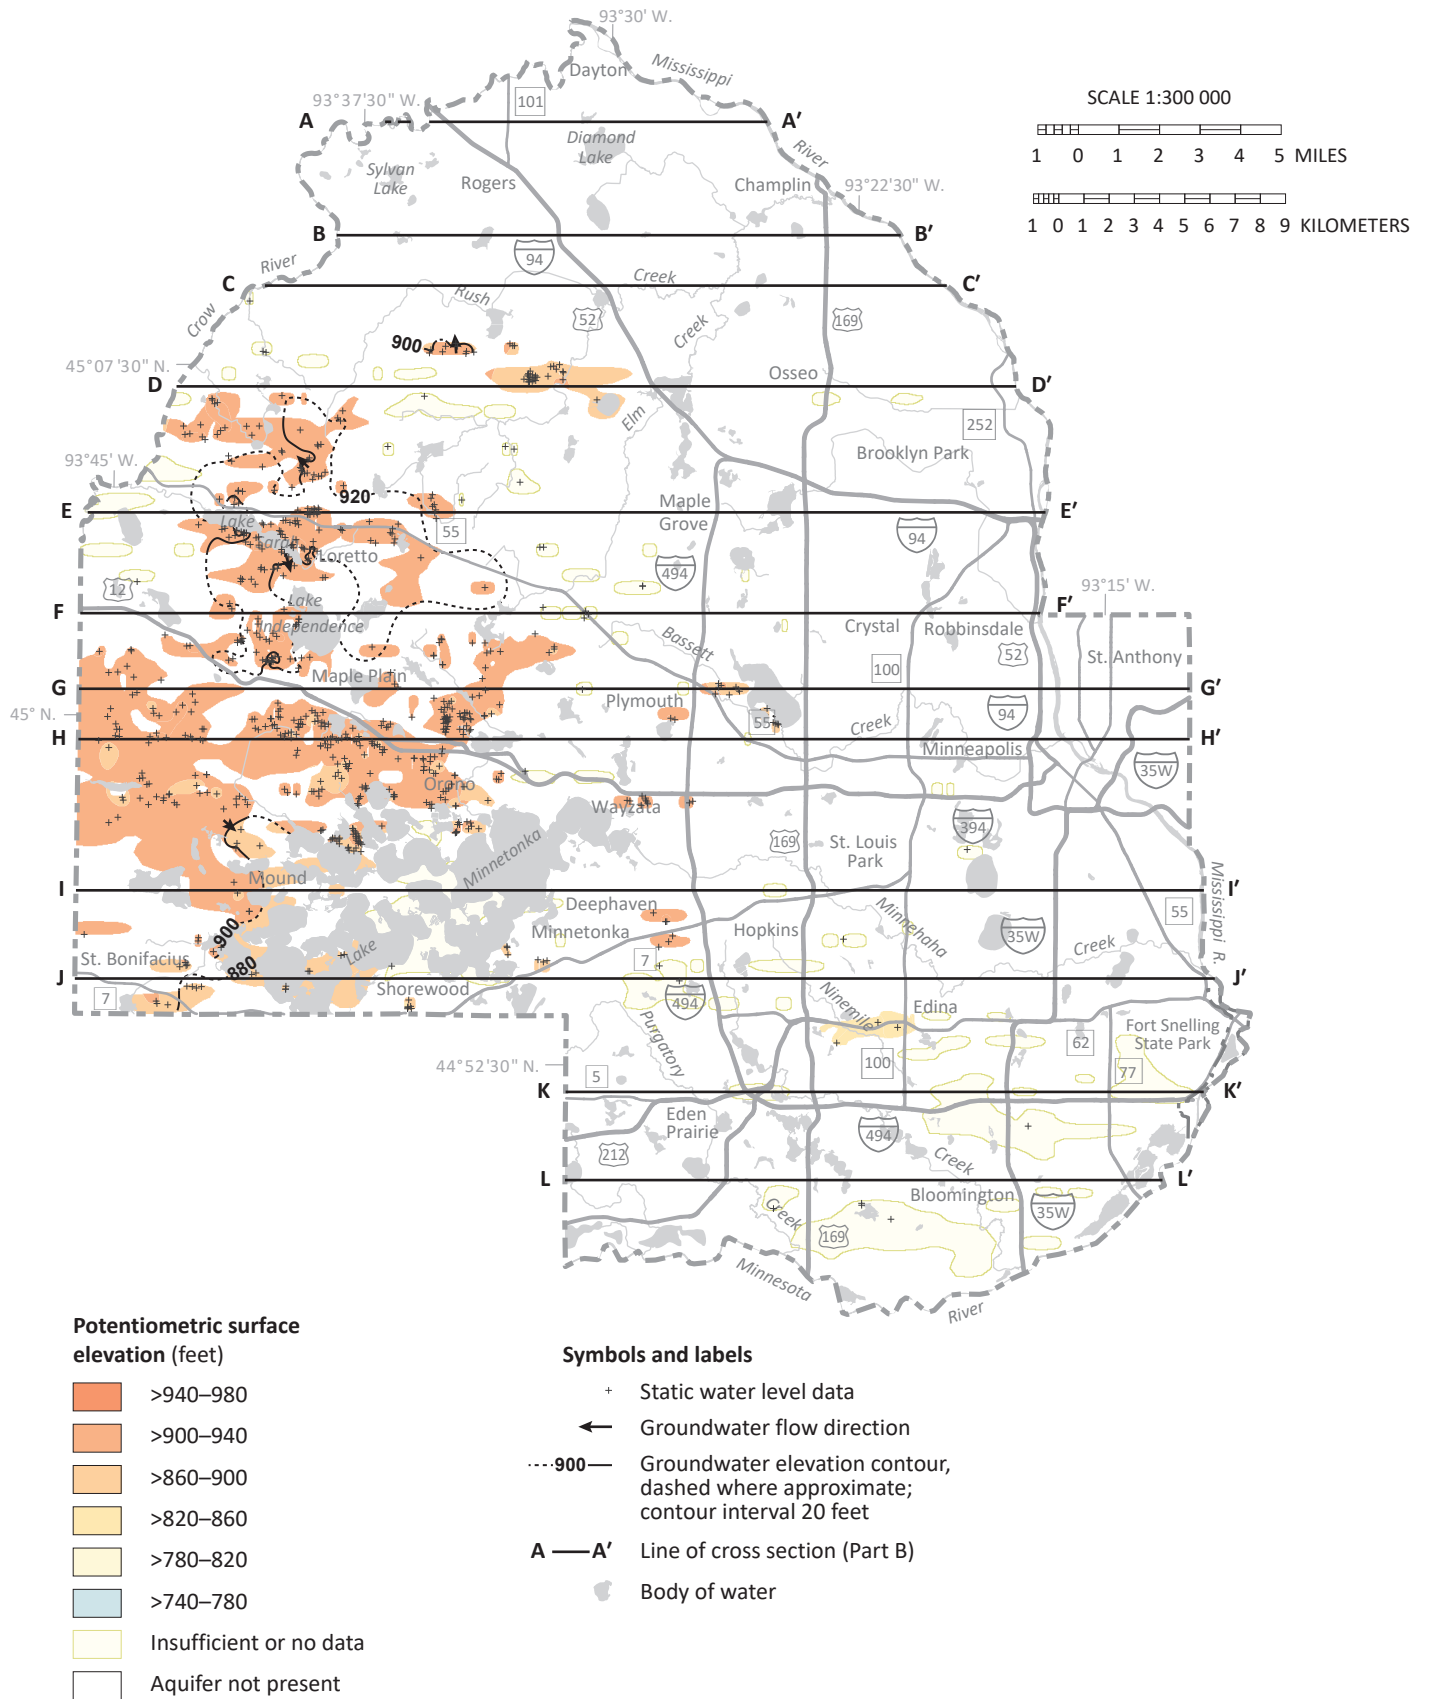 93°30' W.
Mississippi
Dayton
SCALE 1:300 000
93°37'30" W.
101
A
A′
Diamond
Lake
River
1 0 1 2 3 4 5 MILES
Sylvan
Lake
Rogers
Champlin
93°22'30" W.
1 0 1 2 3 4 5 6 7 8 9 KILOMETERS
B
B′
94
River
Creek
C
C′
Rush
Crow
52
169
Creek
900
45°07'30" N.
Osseo
D
D′
Elm
252
Brooklyn Park
93°45' W.
920
Maple
Grove
E
E′
Lake
Sarah
55
94
Loretto
494
12
93°15' W.
Lake
F
F′
Independence
Bassett
Crystal
Robbinsdale
52
St. Anthony
100
Maple Plain
G
G′
Plymouth
45° N.
55
Creek
94
H
H′
Minneapolis
35W
Orono
Wayzata
394
169
St. Louis
Park
Minnetonka
Mound
I
I′
Mississippi R.
Deephaven
Minnehaha
55
900
Minnetonka
Hopkins
35W
Creek
Lake
St. Bonifacius
880
7
J
J′
Shorewood
7
494
Ninemile
Edina
Fort Snelling
State Park
Purgatory
62
44°52'30" N.
100
77
5
K
K′
Eden
Prairie
494
212
Creek
L
L′
Bloomington
35W
Creek
169
Minnesota
River
Potentiometric surface
elevation (feet)
>940–980
>900–940
>860–900
>820–860
>780–820
>740–780
Insufficient or no data
Aquifer not present
Symbols and labels
Static water level data
Groundwater flow direction
900
Groundwater elevation contour,
dashed where approximate;
contour interval 20 feet
A A′ Line of cross section (Part B)
Body of water